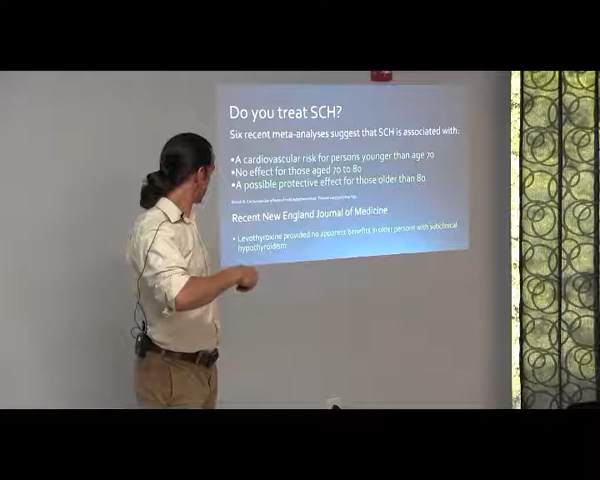 Do you treat SCH?
Six recent meta-analyses suggest that SCH is associated with:
•A cardiovascular risk for persons younger than age 70
•No effect for those aged 70 to 80
•A possible protective effect for those older than 80
Recent New England Journal of Medicine
• Levothyroxine provided no apparent benefits in older persons with subclinical
hypothyroidism